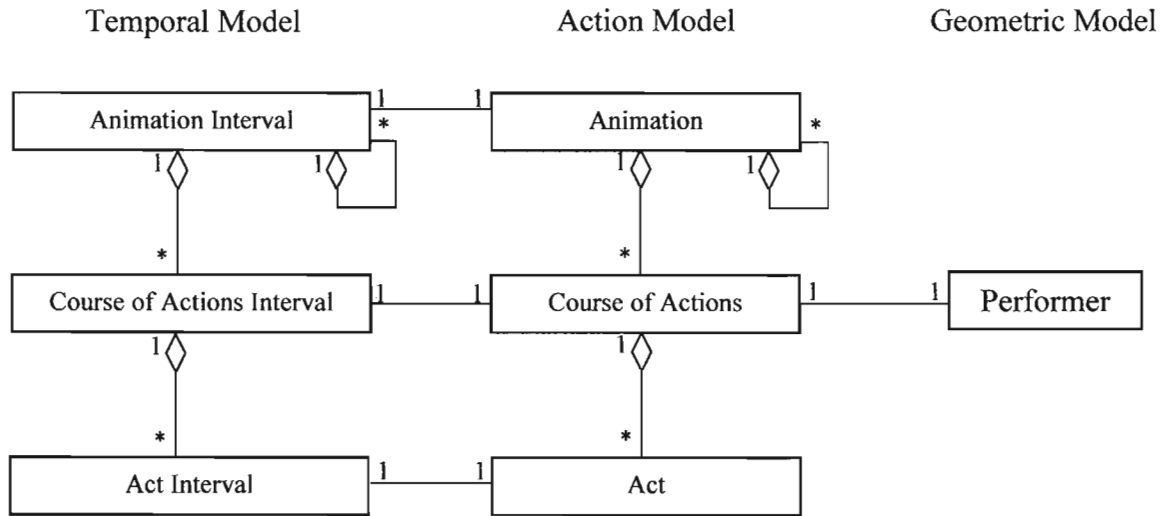 Temporal Model
Action Model
Geometric Model
1
1
Animation Interval
*
Animation
*
1
1
1
1
*
*
Course of Actions Interval
1
1
Course of Actions
1
1
Performer
1
1
*
*
Act Interval
1
1
Act